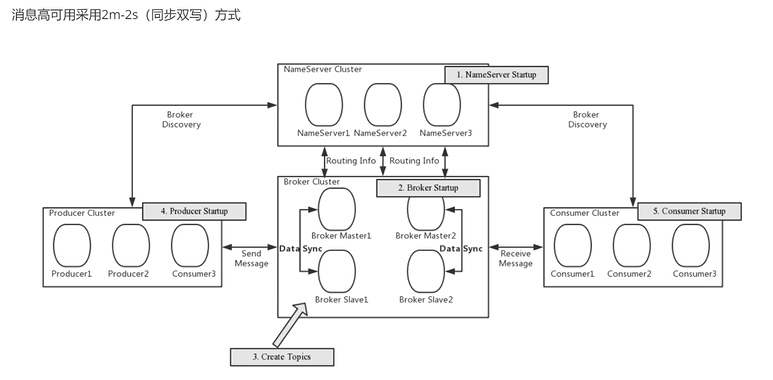 消息高可用采用2m-2s（同步双写）方式
NameServer Cluster
1. NameServer Startup
NameServer1
NameServer2
NameServer3
Broker
Discovery
Broker
Discovery
Routing Info
Routing Info
Broker Cluster
2. Broker Startup
Producer Cluster
4. Producer Startup
Consumer Cluster
5. Consumer Startup
Broker Master1
Broker Master2
Data Sync
Data Sync
Send
Message
Receive
Message
Producer1
Producer2
Consumer3
Consumer1
Consumer2
Consumer3
Broker Slave1
Broker Slave2
3. Create Topics